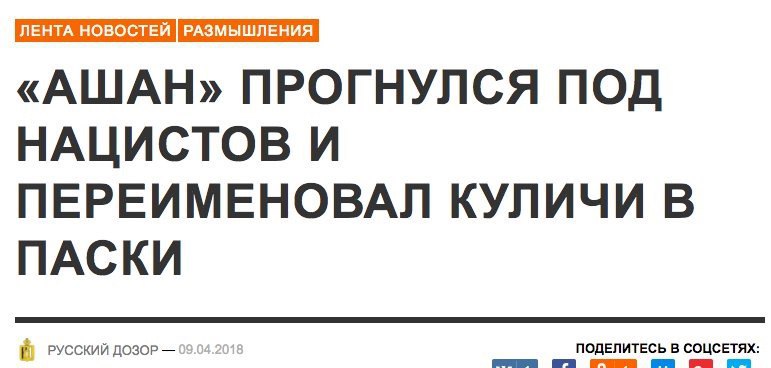 ЛЕНТА НОВОСТЕЙ РАЗМЫШЛЕНИЯ
«АШАН» ПРОГНУЛСЯ ПОД
НАЦИСТОВ И
ПЕРЕИМЕНОВАЛ КУЛИЧИ В
ПАСКИ
РУССКИЙ ДОЗОР — 09.04.2018
ПОДЕЛИТЕСЬ В СОЦСЕТЯХ: